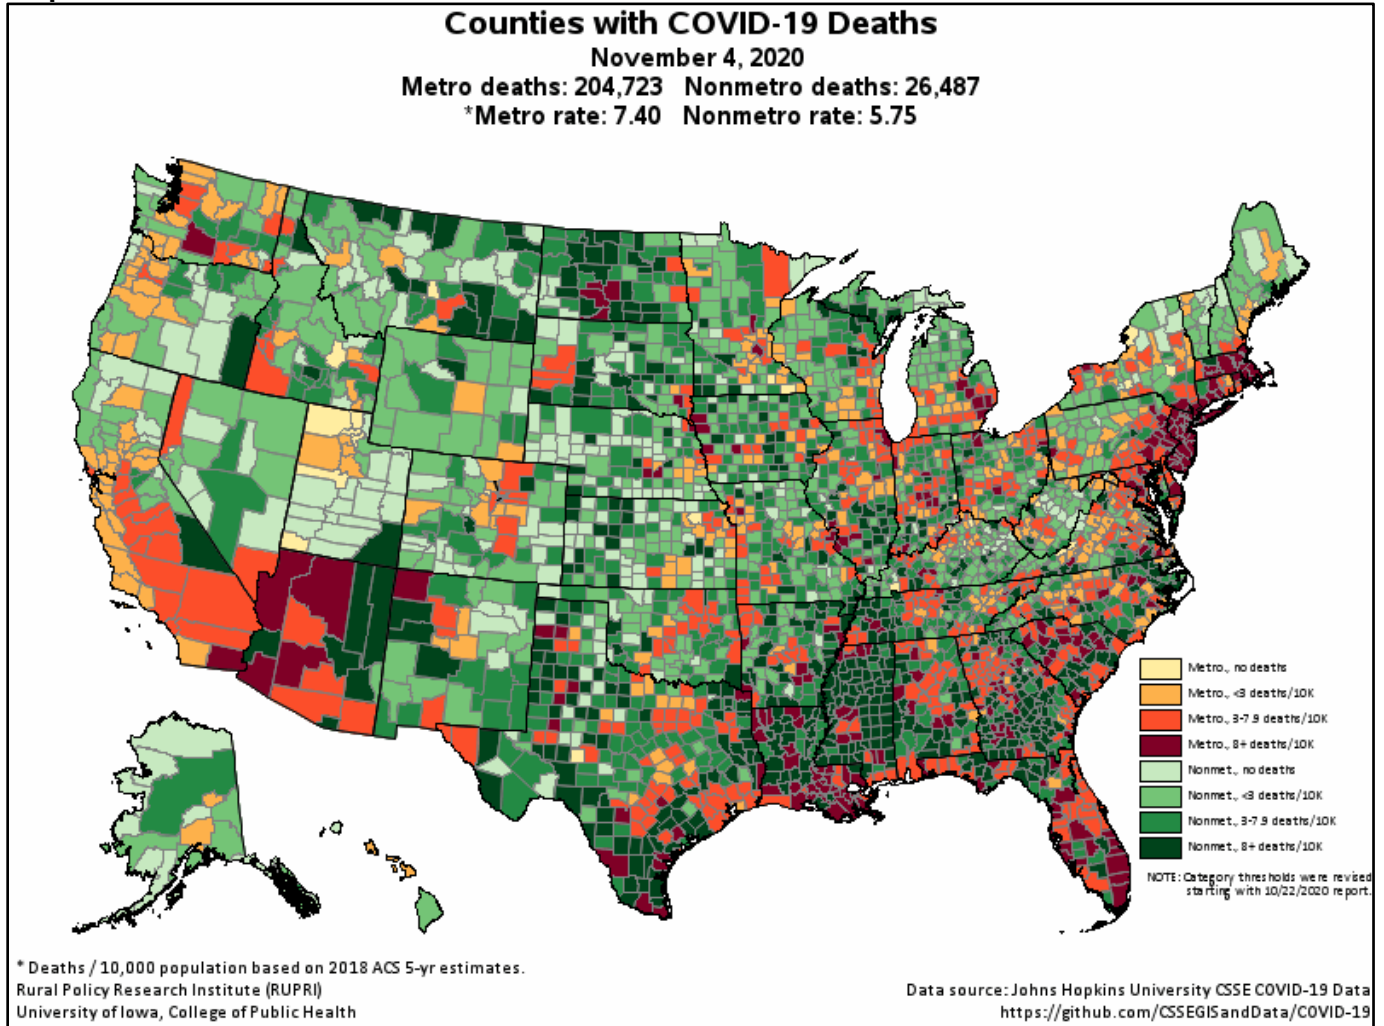 Counties with COVID-19 Deaths
November 4, 2020
Metro deaths: 204,723   Nonmetro deaths: 26,487
*Metro rate: 7.40   Nonmetro rate: 5.75
Metro., no deaths
Metro., <3 deaths/10K
Metro., 3-7.9 deaths/10K
Metro., 8+ deaths/10K
Nonmet., no deaths
Nonmet., <3 deaths/10K
Nonmet., 3-7.9 deaths/10K
Nonmet., 8+ deaths/10K
NOTE: Category thresholds were revised
starting with 10/22/2020 report.
* Deaths / 10,000 population based on 2018 ACS 5-yr estimates.
Rural Policy Research Institute (RUPRI)
University of Iowa, College of Public Health
Data source: Johns Hopkins University CSSE COVID-19 Data
https://github.com/CSSEGISandData/COVID-19